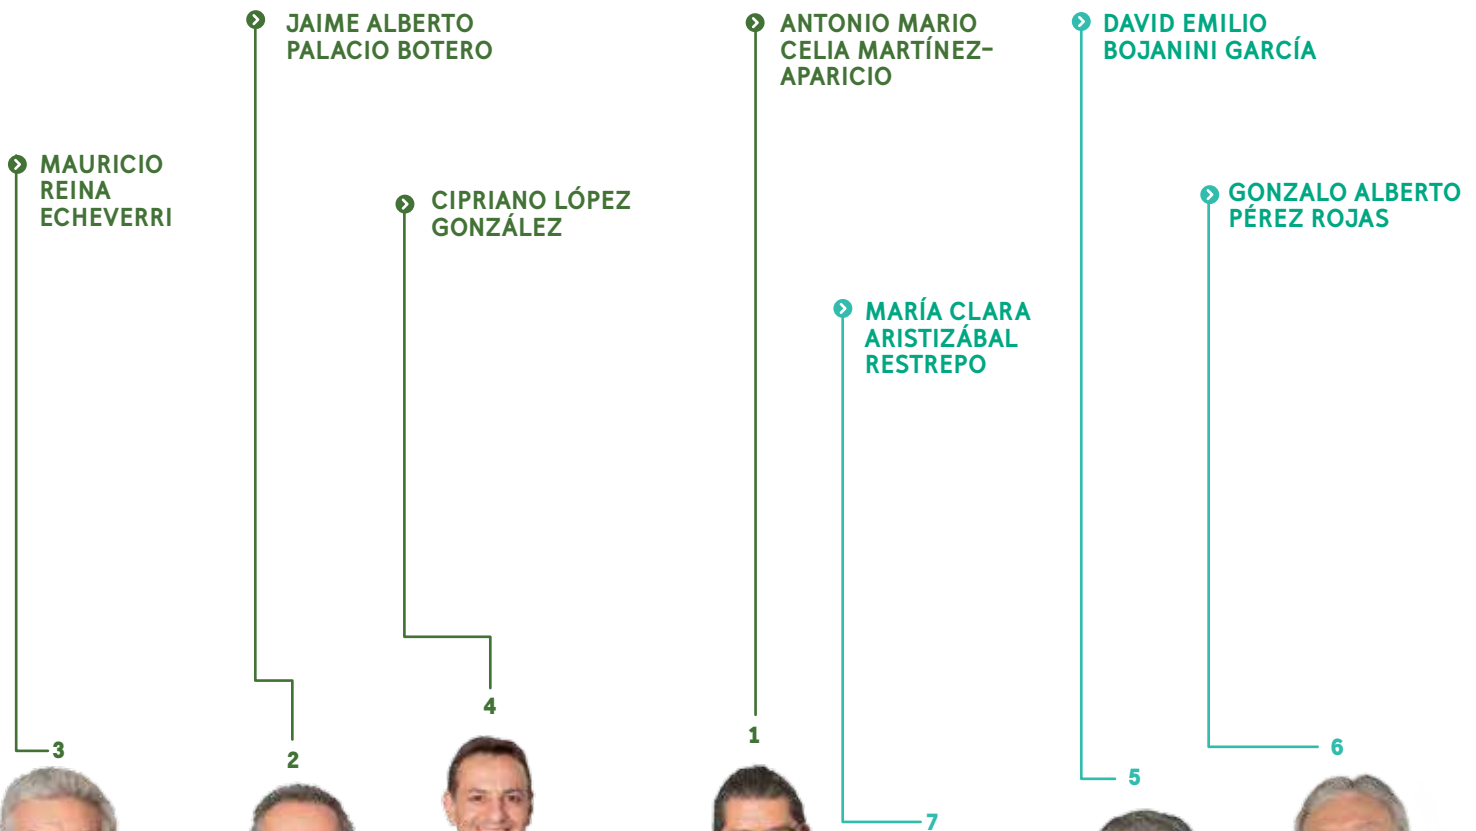 JAIME ALBERTO
PALACIO BOTERO
ANTONIO MARIO
CELIA MARTÍNEZ-
APARICIO
DAVID EMILIO
BOJANINI GARCÍA
MAURICIO
REINA
ECHEVERRI
CIPRIANO LÓPEZ
GONZÁLEZ
GONZALO ALBERTO
PÉREZ ROJAS
MARÍA CLARA
ARISTIZÁBAL
RESTREPO
4
1
3
2
6
5
7